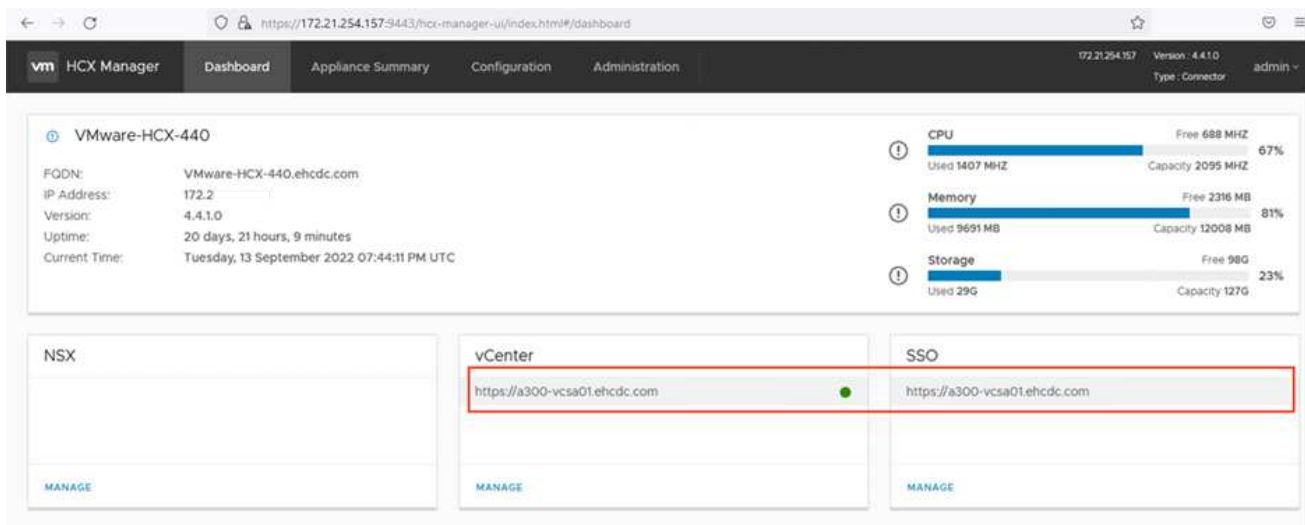 https://172.21.254.157:9443/hcx-manager-ui/index.html#/dashboard
vm HCX Manager Dashboard Appliance Summary Configuration Administration
172.21.254.157 Version : 4.4.1.0
Type : Connector
admin
VMware-HCX-440
FQDN: VMware-HCX-440.ehcdc.com
IP Address: 172.2
Version: 4.4.1.0
Uptime: 20 days, 21 hours, 9 minutes
Current Time: Tuesday, 13 September 2022 07:44:11 PM UTC
CPU Free 688 MHZ
67%
Used 1407 MHZ Capacity 2095 MHZ
Memory Free 2316 MB
81%
Used 9691 MB Capacity 12008 MB
Storage Free 98G
23%
Used 29G Capacity 127G
NSX
MANAGE
vCenter
https://a300-vcsa01.ehcdc.com
MANAGE
SSO
https://a300-vcsa01.ehcdc.com
MANAGE